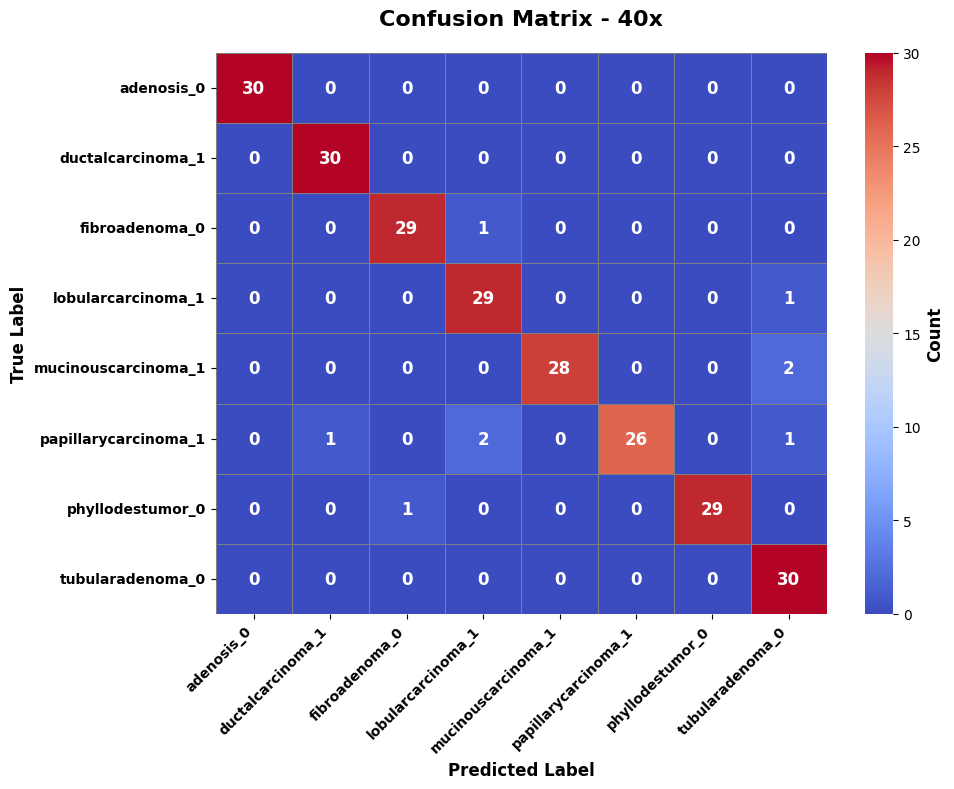 Confusion Matrix - 40x
adenosis_0 30 0 0 0 0 0 0 0
ductalcarcinoma_1 0 30 0 0 0 0 0 0
fibroadenoma_0 0 0 29 1 0 0 0 0
lobularcarcinoma_1 0 0 0 29 0 0 0 1
mucinouscarcinoma_1 0 0 0 0 28 0 0 2
papillarycarcinoma_1 0 1 0 2 0 26 0 1
phyllodestumor_0 0 0 1 0 0 0 29 0
tubularadenoma_0 0 0 0 0 0 0 0 30
True Label
adenosis_0
ductalcarcinoma_1
fibroadenoma_0
lobularcarcinoma_1
mucinouscarcinoma_1
papillarycarcinoma_1
phyllodestumor_0
tubularadenoma_0
Predicted Label
30
25
20
15
10
5
0
Count